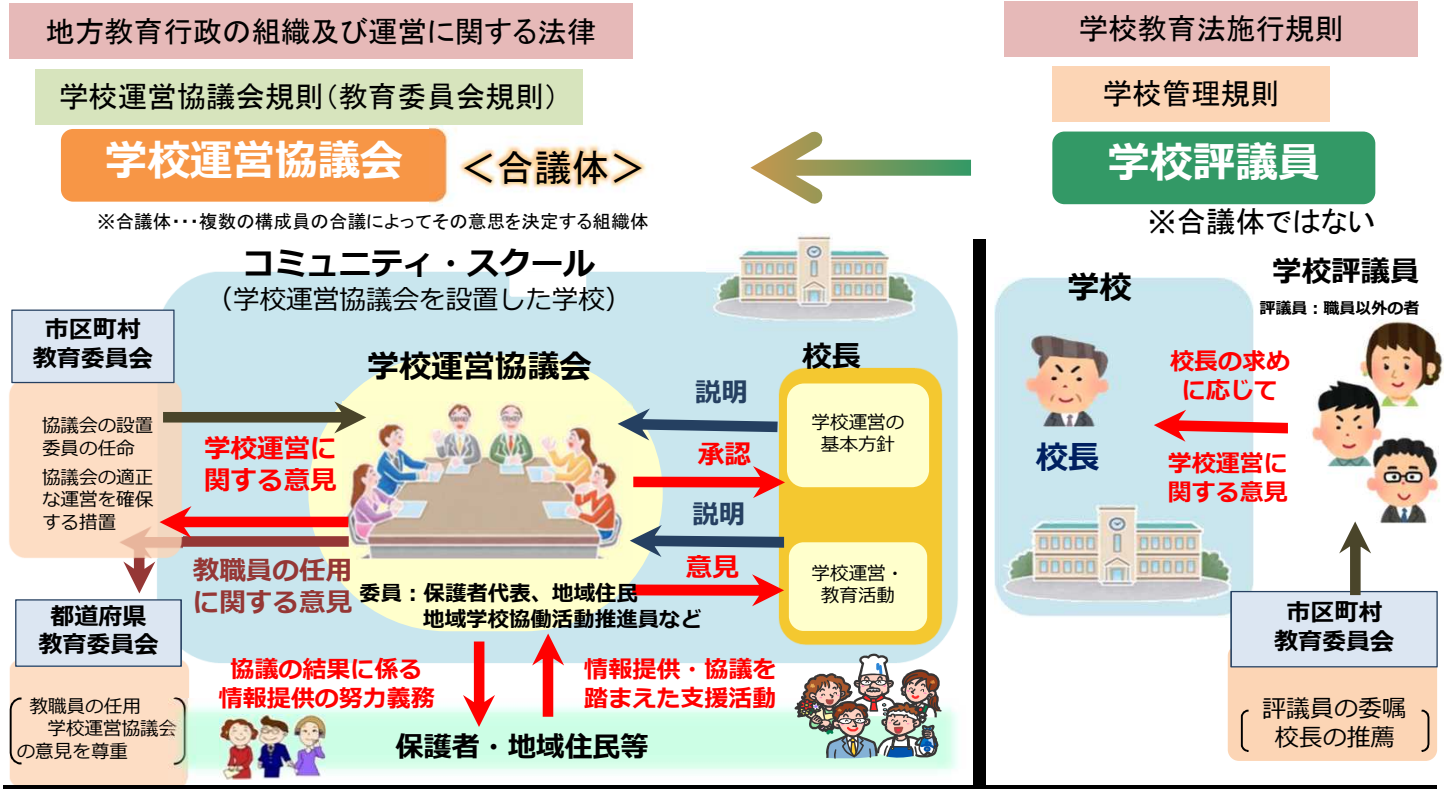 地方教育行政の組織及び運営に関する法律
学校運営協議会規則(教育委員会規則)
学校運営協議会
＜合議体＞
※合議体・・・複数の構成員の合議によってその意思を決定する組織体
コミュニティ・スクール
（学校運営協議会を設置した学校）
市区町村
教育委員会
協議会の設置
委員の任命
協議会の適正
な運営を確保
する措置
学校運営協議会
校長
説明
学校運営の
基本方針
承認
学校運営に
関する意見
説明
意見
学校運営・
教育活動
教職員の任用
に関する意見
委員：保護者代表、地域住民
地域学校協働活動推進員など
都道府県
教育委員会
教職員の任用
学校運営協議会
の意見を尊重
協議の結果に係る
情報提供の努力義務
情報提供・協議を
踏まえた支援活動
保護者・地域住民等
学校教育法施行規則
学校管理規則
学校評議員
※合議体ではない
学校
学校評議員
評議員：職員以外の者
校長の求め
に応じて
校長
学校運営に
関する意見
市区町村
教育委員会
評議員の委嘱
校長の推薦